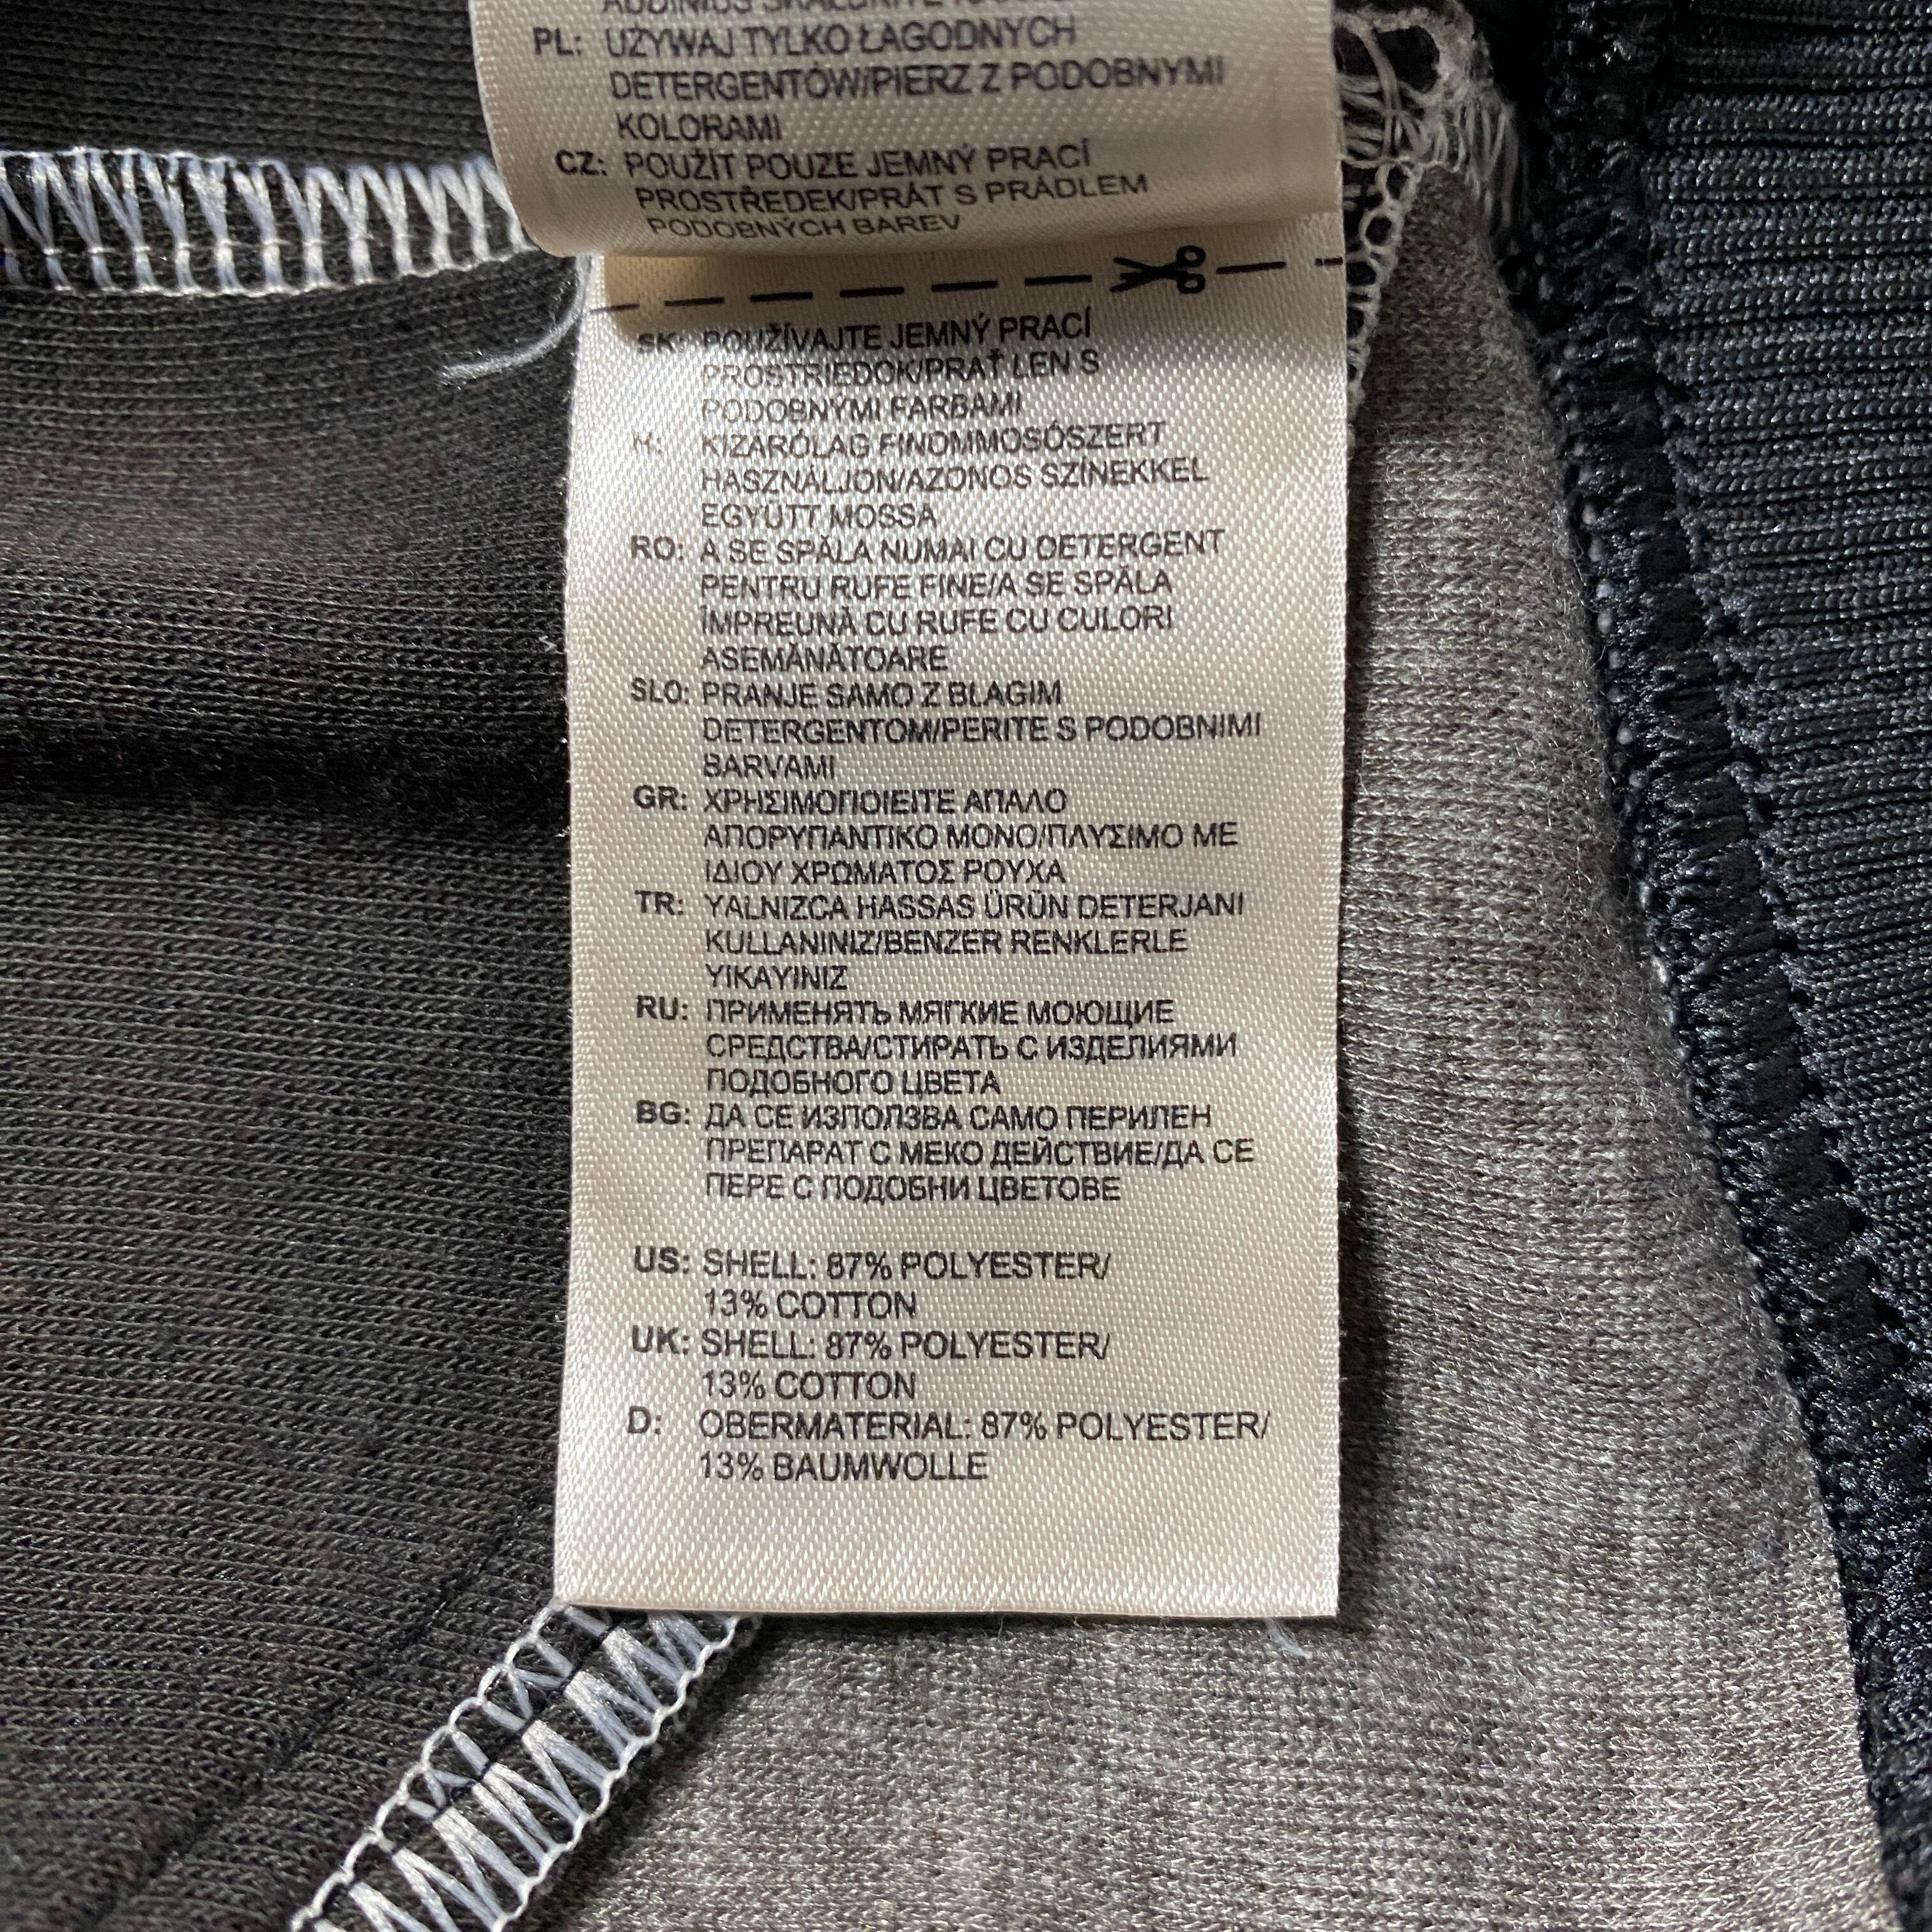 PL: UŻYWAJ TYLKO ŁAGODNYCH
DETERGENTÓW/PIERZ Z PODOBNYMI
KOLORAMI
CZ: POUŽÍT POUZE JEMNÝ PRACÍ
PROSTŘEDEK/PRÁT S PRÁDLEM
PODOBNÝCH BAREV
SK: POUŽÍVAJTE JEMNÝ PRACÍ
PROSTRIEDOK/PRAŤ LEN S
PODOBNÝMI FARBAMI
H: KIZÁRÓLAG FINOMMOSÓSZERT
HASZNÁLJON/AZONOS SZÍNEKKEL
EGYÜTT MOSSA
RO: A SE SPĂLA NUMAI CU DETERGENT
PENTRU RUFE FINE/A SE SPĂLA
ÎMPREUNĂ CU RUFE CU CULORI
ASEMĂNĂTOARE
SLO: PRANJE SAMO Z BLAGIM
DETERGENTOM/PERITE S PODOBNIMI
BARVAMI
GR: ΧΡΗΣΙΜΟΠΟΙΕΙΤΕ ΑΠΑΛΟ
ΑΠΟΡΥΠΑΝΤΙΚΟ ΜΟΝΟ/ΠΛΥΣΙΜΟ ΜΕ
ΙΔΙΟΥ ΧΡΩΜΑΤΟΣ ΡΟΥΧΑ
TR: YALNIZCA HASSAS ÜRÜN DETERJANI
KULLANINIZ/BENZER RENKLERLE
YIKAYINIZ
RU: ПРИМЕНЯТЬ МЯГКИЕ МОЮЩИЕ
СРЕДСТВА/СТИРАТЬ С ИЗДЕЛИЯМИ
ПОДОБНОГО ЦВЕТА
BG: ДА СЕ ИЗПОЛЗВА САМО ПЕРИЛЕН
ПРЕПАРАТ С МЕКО ДЕЙСТВИЕ/ДА СЕ
ПЕРЕ С ПОДОБНИ ЦВЕТОВЕ
US: SHELL: 87% POLYESTER/
13% COTTON
UK: SHELL: 87% POLYESTER/
13% COTTON
D: OBERMATERIAL: 87% POLYESTER/
13% BAUMWOLLE